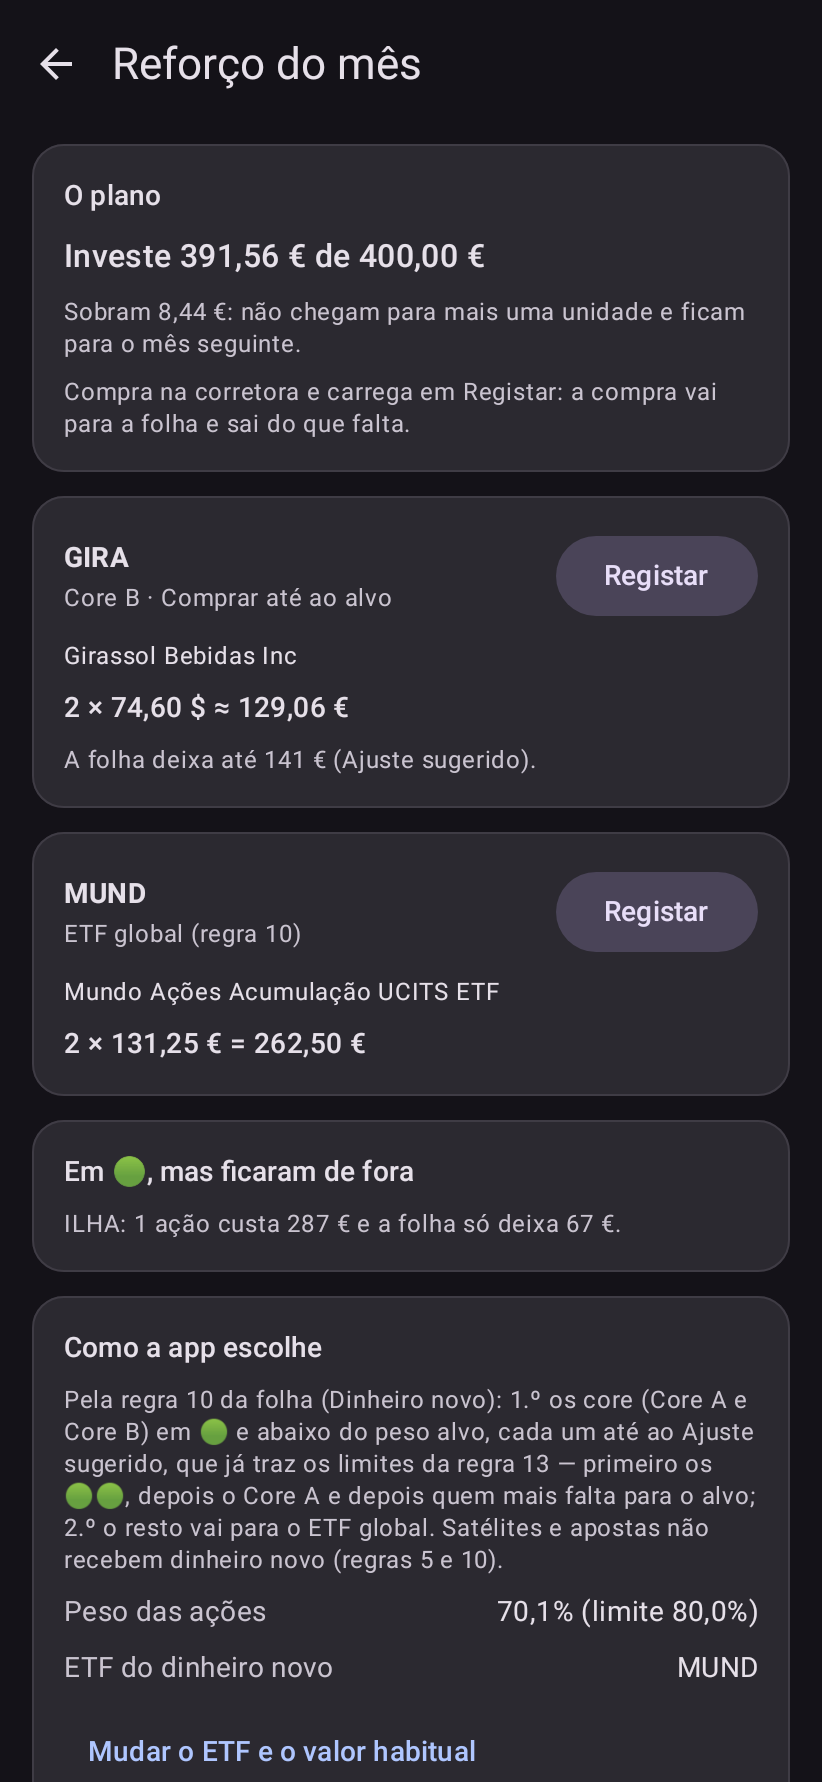 Reforço do mês
O plano
Investe 391,56 € de 400,00 €
Sobram 8,44 €: não chegam para mais uma unidade e ficam
para o mês seguinte.
Compra na corretora e carrega em Registar: a compra vai
para a folha e sai do que falta.
GIRA
Registar
Core B · Comprar até ao alvo
Girassol Bebidas Inc
2 × 74,60 $ ≈ 129,06 €
A folha deixa até 141 € (Ajuste sugerido).
MUND
Registar
ETF global (regra 10)
Mundo Ações Acumulação UCITS ETF
2 × 131,25 € = 262,50 €
Em 🟢, mas ficaram de fora
ILHA: 1 ação custa 287 € e a folha só deixa 67 €.
Como a app escolhe
Pela regra 10 da folha (Dinheiro novo): 1.º os core (Core A e
Core B) em 🟢 e abaixo do peso alvo, cada um até ao Ajuste
sugerido, que já traz os limites da regra 13 — primeiro os
🟢🟢, depois o Core A e depois quem mais falta para o alvo;
2.º o resto vai para o ETF global. Satélites e apostas não
recebem dinheiro novo (regras 5 e 10).
Peso das ações 70,1% (limite 80,0%)
ETF do dinheiro novo MUND
Mudar o ETF e o valor habitual